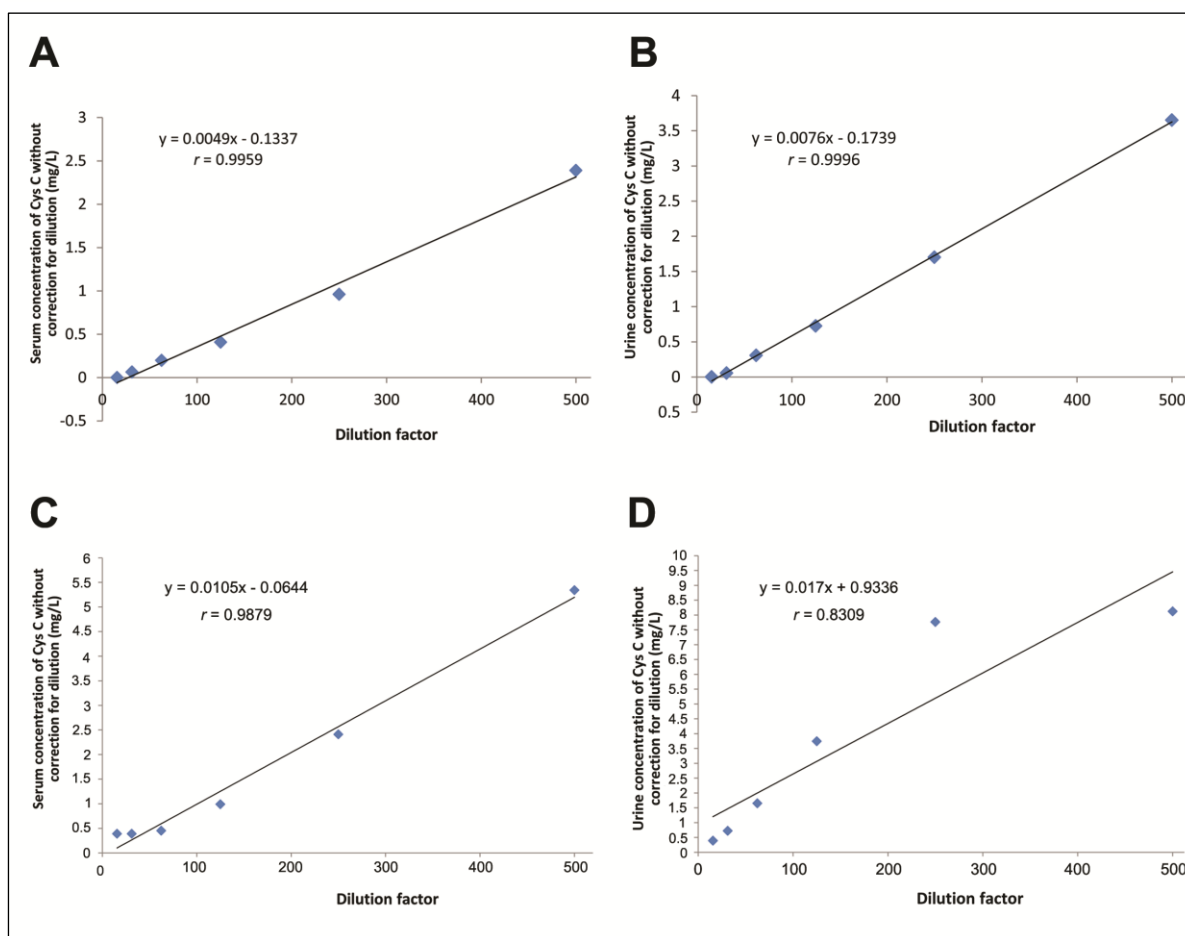 A
Serum concentration of Cys C without
correction for dilution (mg/L)
3
2.5
2
1.5
1
0.5
0
-0.5
y = 0.0049x - 0.1337
r = 0.9959
0 100 200 300 400 500
Dilution factor
B
Urine concentration of Cys C without
correction for dilution (mg/L)
4
3.5
3
2.5
2
1.5
1
0.5
0
0.5
y = 0.0076x - 0.1739
r = 0.9996
0 100 200 300 400 500
Dilution factor
C
Serum concentration of Cys C without
correction for dilution (mg/L)
6
5.5
5
4.5
4
3.5
3
2.5
2
1.5
1
0.5
0
y = 0.0105x - 0.0644
r = 0.9879
0 100 200 300 400 500
Dilution factor
D
Urine concentration of Cys C without
correction for dilution (mg/L)
10
9.5
9
8.5
8
7.5
7
6.5
6
5.5
5
4.5
4
3.5
3
2.5
2
1.5
1
0.5
0
y = 0.017x + 0.9336
r = 0.8309
0 100 200 300 400 500
Dilution factor